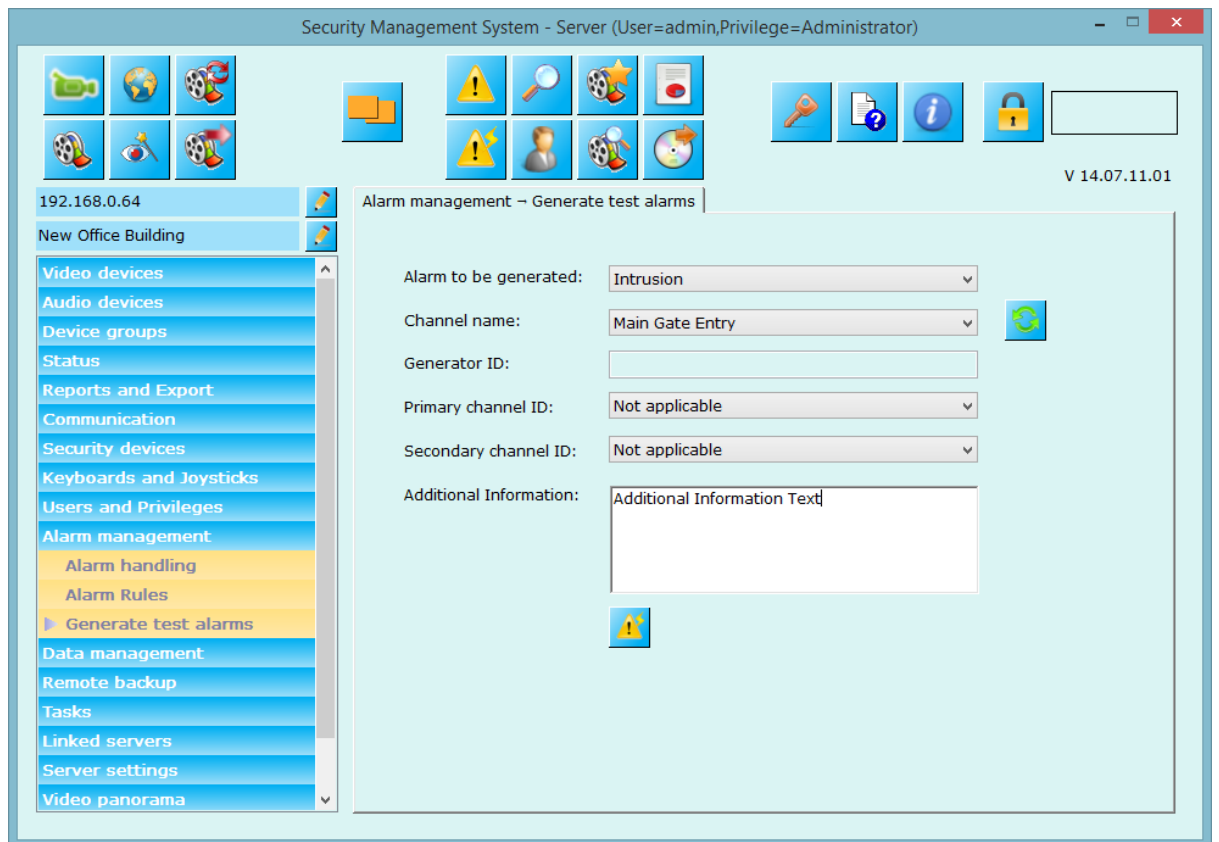 Security Management System - Server (User=admin,Privilege=Administrator)
V 14.07.11.01
192.168.0.64
New Office Building
Video devices
Audio devices
Device groups
Status
Reports and Export
Communication
Security devices
Keyboards and Joysticks
Users and Privileges
Alarm management
Alarm handling
Alarm Rules
Generate test alarms
Data management
Remote backup
Tasks
Linked servers
Server settings
Video panorama
Alarm management → Generate test alarms
Alarm to be generated: Intrusion
Channel name: Main Gate Entry
Generator ID:
Primary channel ID: Not applicable
Secondary channel ID: Not applicable
Additional Information: Additional Information Text